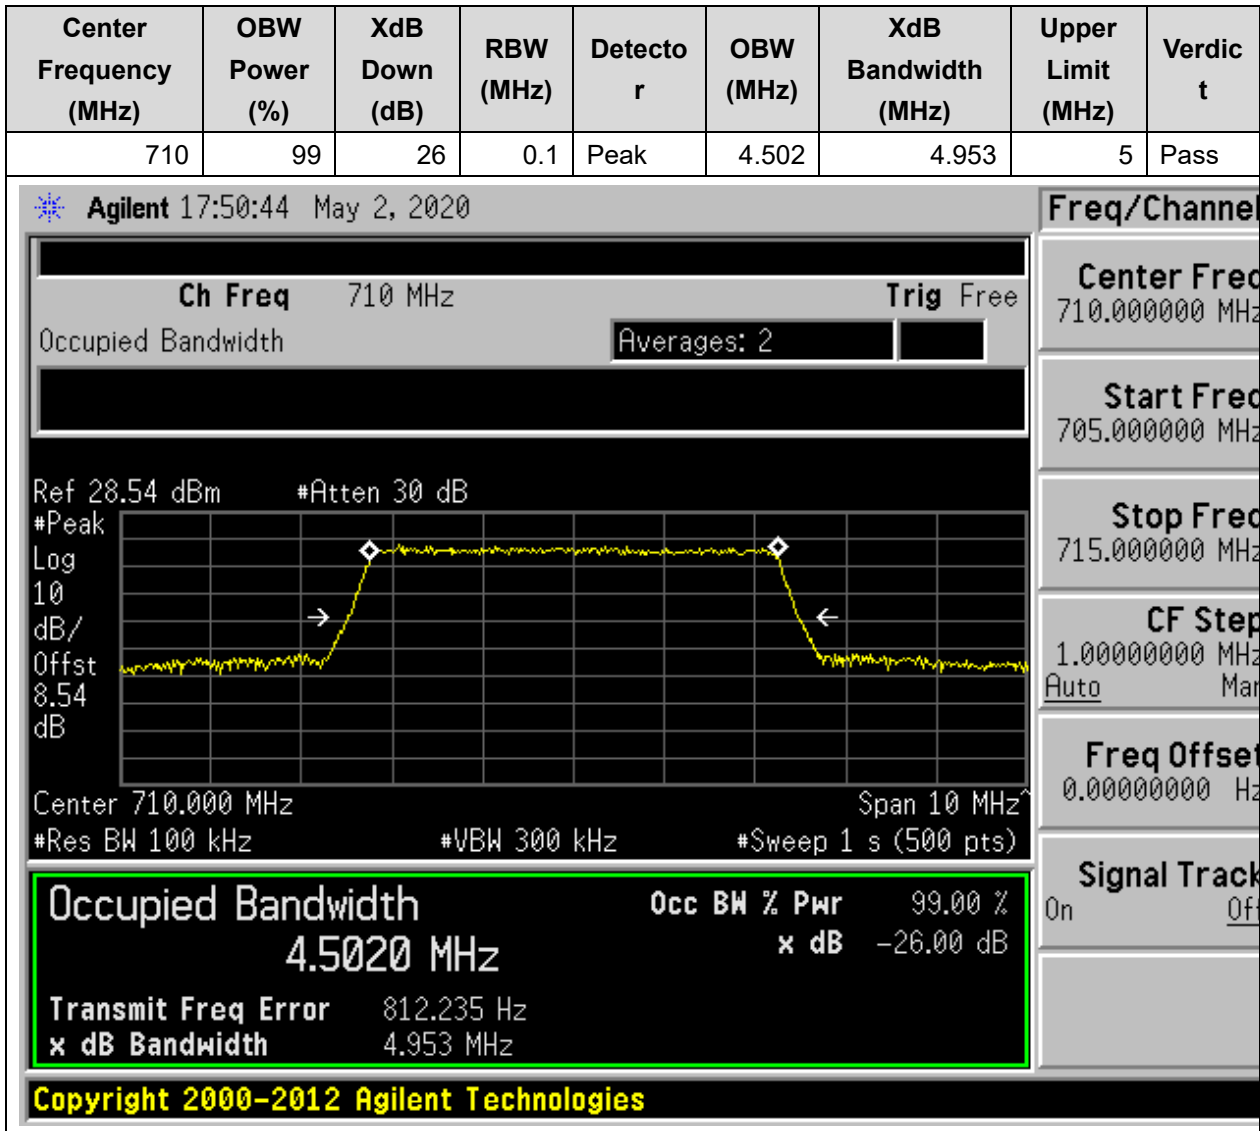 Center Frequency (MHz) OBW Power (%) XdB Down (dB) RBW (MHz) Detecto r OBW (MHz) XdB Bandwidth (MHz) Upper Limit (MHz) Verdic t
710 99 26 0.1 Peak 4.502 4.953 5 Pass
Agilent 17:50:44 May 2, 2020
Ch Freq 710 MHz Trig Free
Occupied Bandwidth Averages: 2
Ref 28.54 dBm #Atten 30 dB
#Peak
Log
10
dB/
Offst
8.54
dB
Center 710.000 MHz Span 10 MHz^
#Res BW 100 kHz #VBW 300 kHz #Sweep 1 s (500 pts)
Occupied Bandwidth Occ BW % Pwr 99.00 %
4.5020 MHz x dB -26.00 dB
Transmit Freq Error 812.235 Hz
x dB Bandwidth 4.953 MHz
Copyright 2000-2012 Agilent Technologies
Freq/Channel
Center Freq
710.000000 MHz
Start Freq
705.000000 MHz
Stop Freq
715.000000 MHz
CF Step
1.00000000 MHz
Auto Man
Freq Offset
0.00000000 Hz
Signal Track
On Off